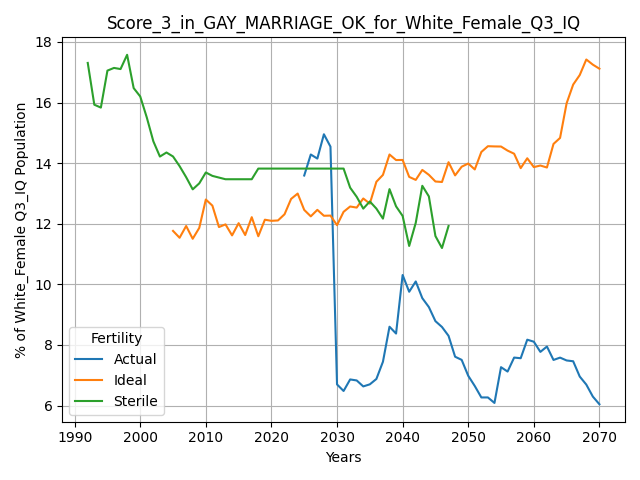 Score_3_in_GAY_MARRIAGE_OK_for_White_Female_Q3_IQ
% of White_Female Q3_IQ Population
18
16
14
12
10
8
6
Fertility
Actual
Ideal
Sterile
1990 2000 2010 2020 2030 2040 2050 2060 2070
Years